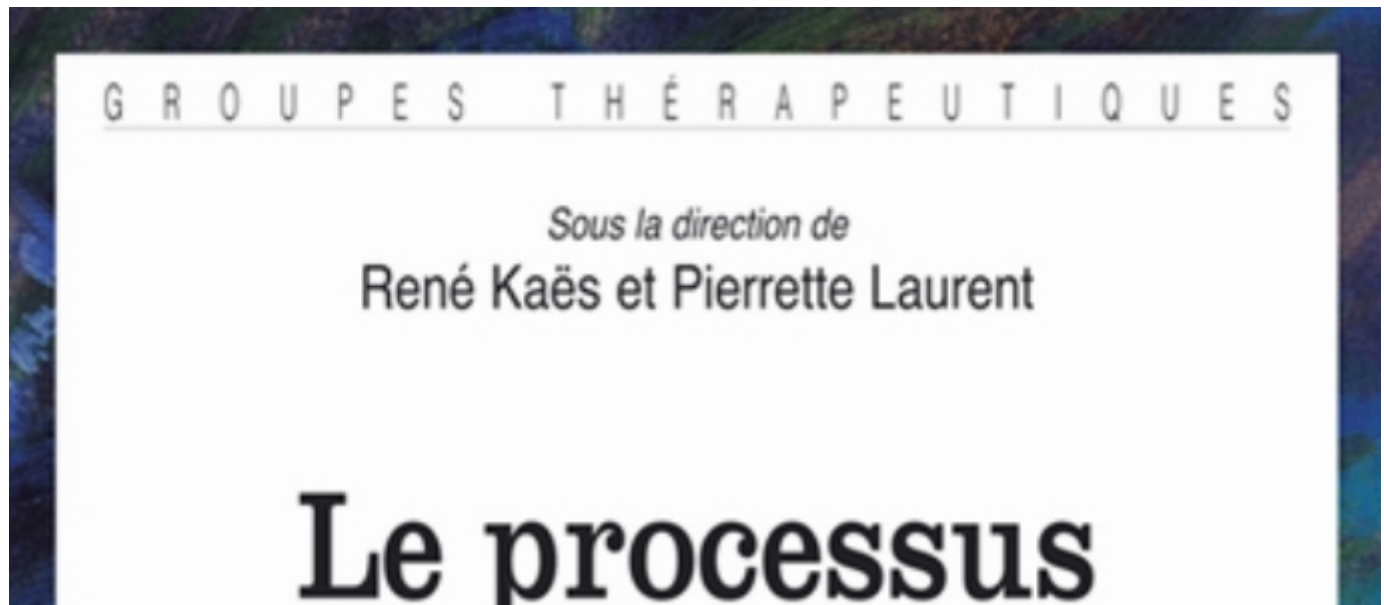 GROUPES THÉRAPEUTIQUES
Sous la direction de
René Kaës et Pierrette Laurent
Le processus